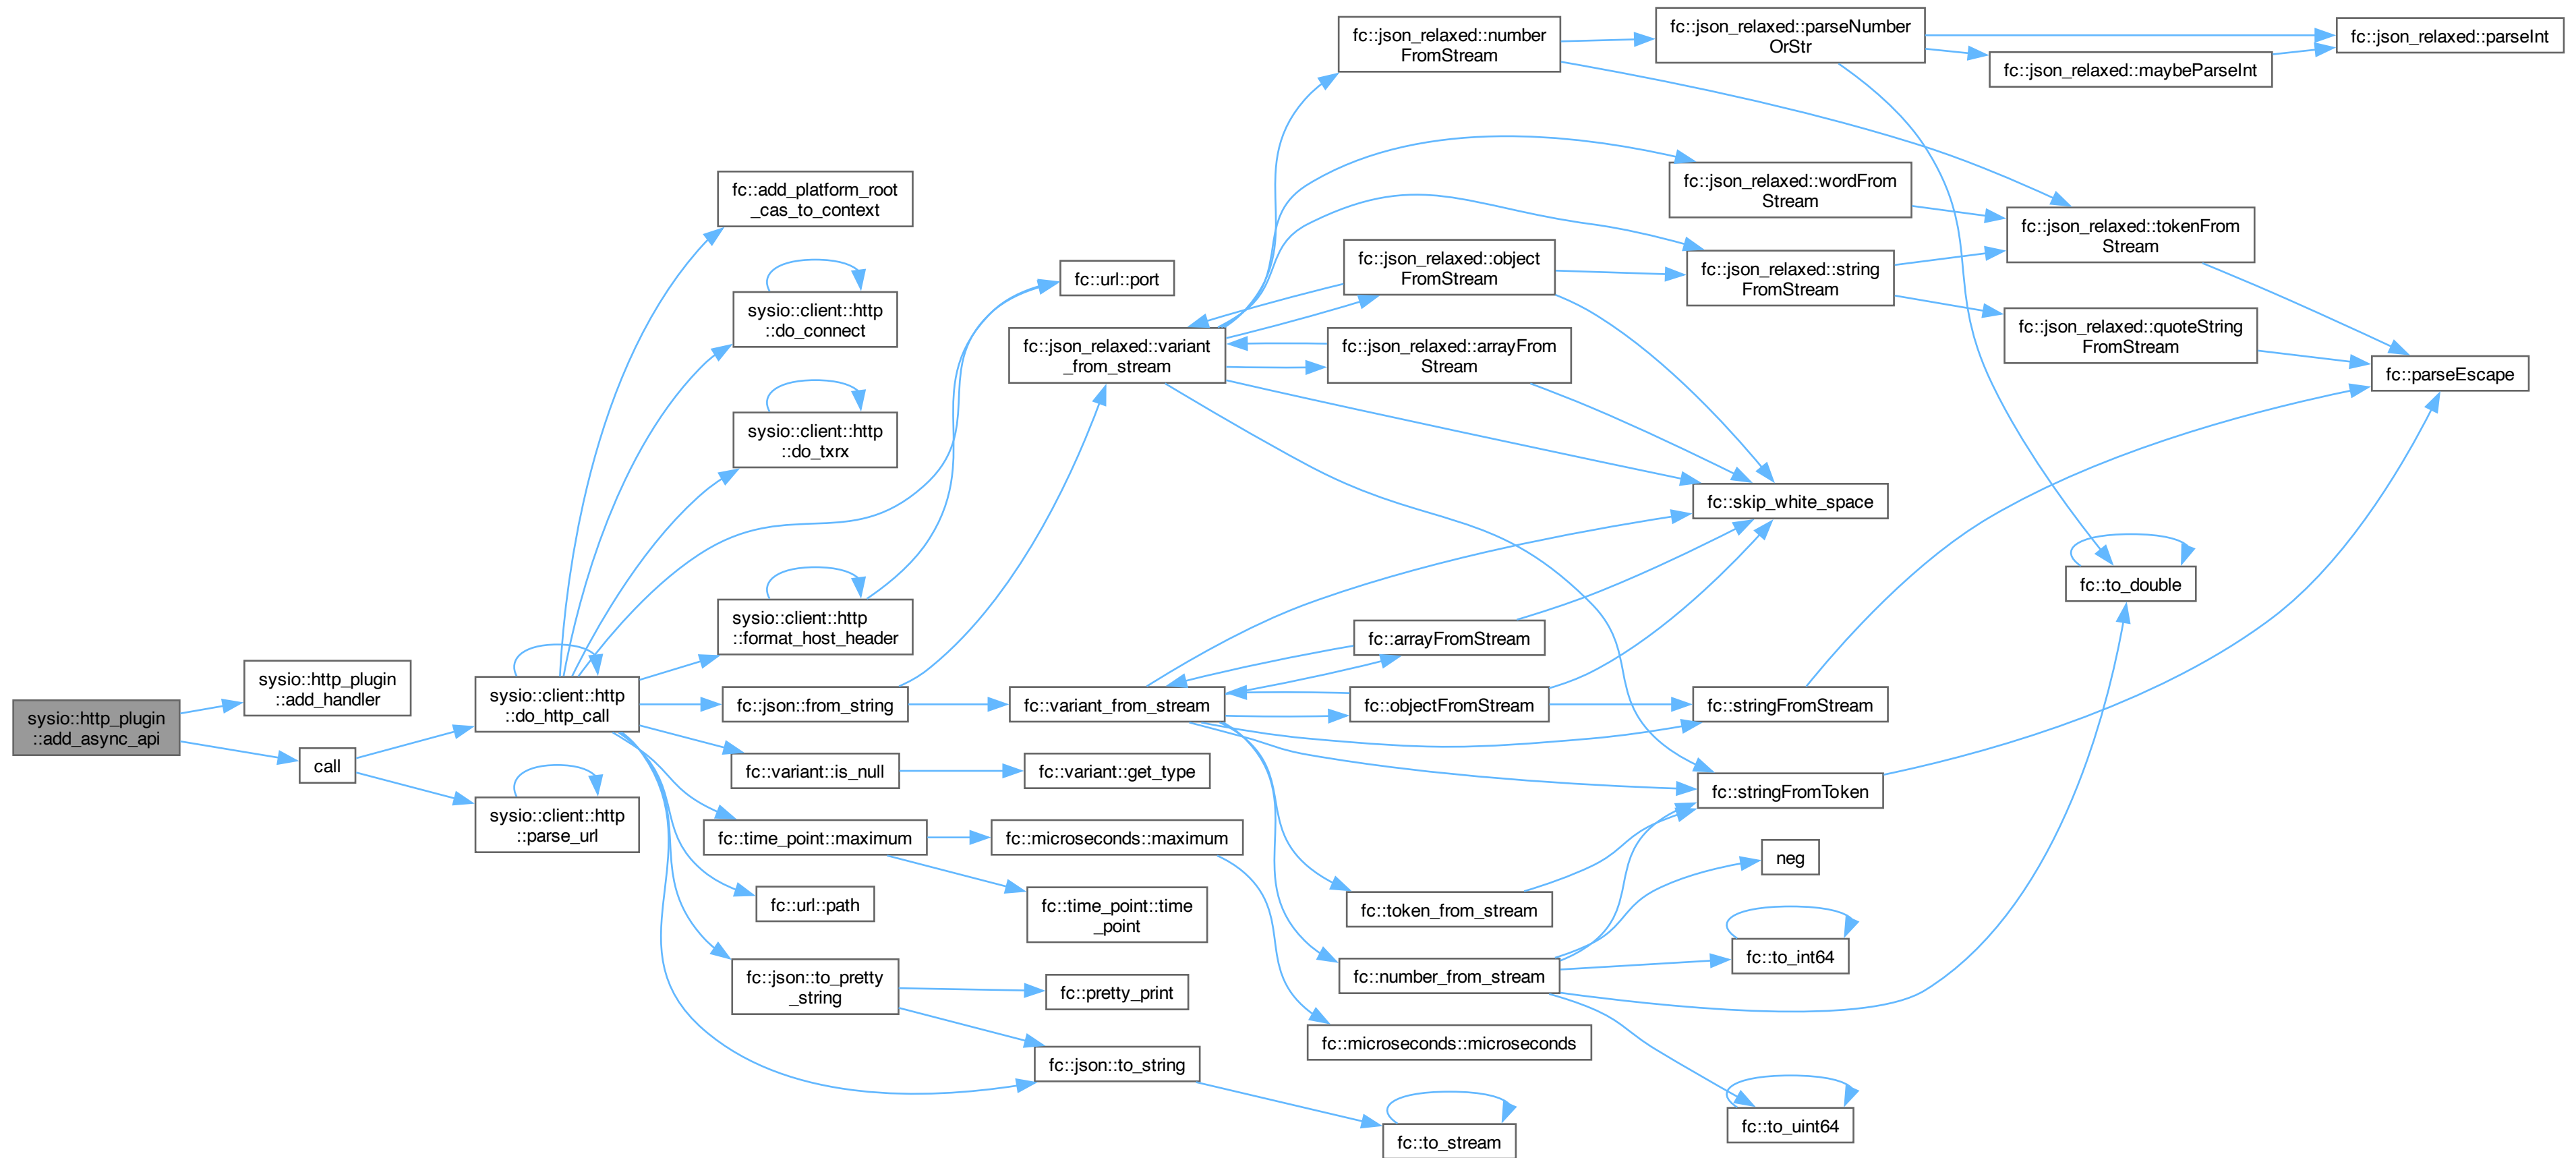 sysio::http_plugin
::add_async_api
sysio::http_plugin
::add_handler
call
sysio::client::http
::do_http_call
sysio::client::http
::parse_url
fc::add_platform_root
_cas_to_context
sysio::client::http
::do_connect
sysio::client::http
::do_txrx
sysio::client::http
::format_host_header
fc::json::from_string
fc::variant::is_null
fc::time_point::maximum
fc::url::path
fc::json::to_pretty
_string
fc::url::port
fc::json_relaxed::variant
_from_stream
fc::variant_from_stream
fc::variant::get_type
fc::microseconds::maximum
fc::time_point::time
_point
fc::pretty_print
fc::json::to_string
fc::json_relaxed::number
FromStream
fc::json_relaxed::object
FromStream
fc::json_relaxed::arrayFrom
Stream
fc::arrayFromStream
fc::objectFromStream
fc::token_from_stream
fc::number_from_stream
fc::microseconds::microseconds
fc::to_stream
fc::json_relaxed::parseNumber
OrStr
fc::json_relaxed::wordFrom
Stream
fc::json_relaxed::string
FromStream
fc::skip_white_space
fc::stringFromStream
fc::stringFromToken
neg
fc::to_int64
fc::to_uint64
fc::json_relaxed::maybeParseInt
fc::json_relaxed::tokenFrom
Stream
fc::json_relaxed::quoteString
FromStream
fc::to_double
fc::json_relaxed::parseInt
fc::parseEscape